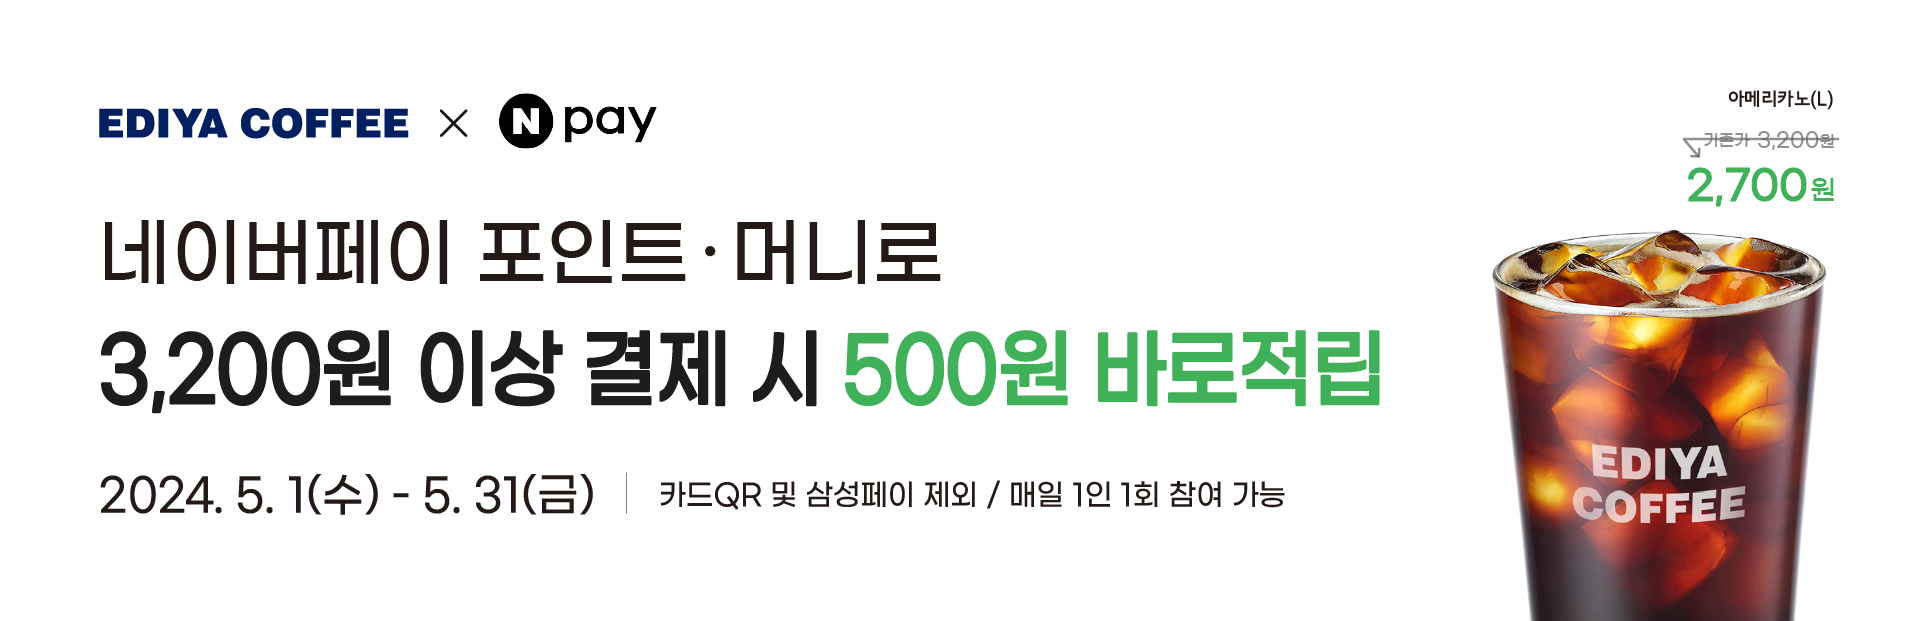 EDIYA COFFEE × N pay
네이버페이 포인트·머니로
3,200원 이상 결제 시 500원 바로적립
2024. 5. 1(수) - 5. 31(금) | 카드QR 및 삼성페이 제외 / 매일 1인 1회 참여 가능
아메리카노(L)
기존가 3,200원
2,700원
EDIYA
COFFEE